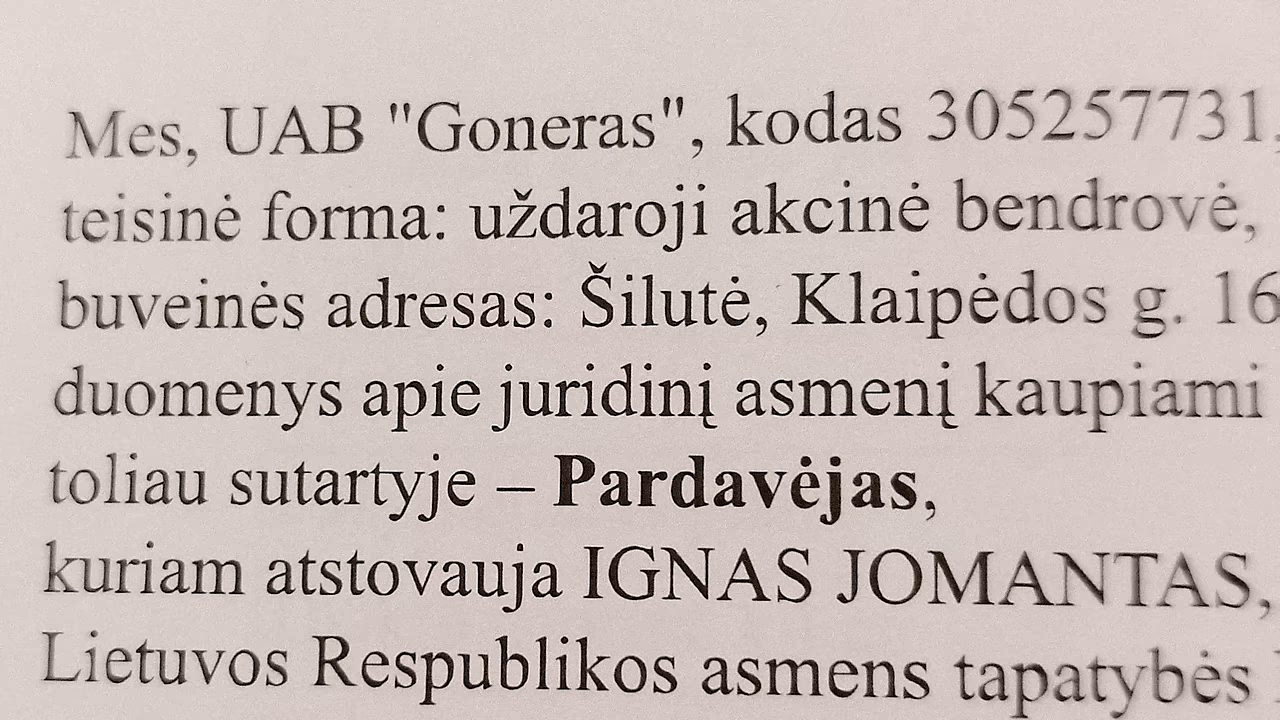 Mes, UAB "Goneras", kodas 305257731,
teisinė forma: uždaroji akcinė bendrovė,
buveinės adresas: Šilutė, Klaipėdos g. 16
duomenys apie juridinį asmenį kaupiami
toliau sutartyje – Pardavėjas,
kuriam atstovauja IGNAS JOMANTAS,
Lietuvos Respublikos asmens tapatybės